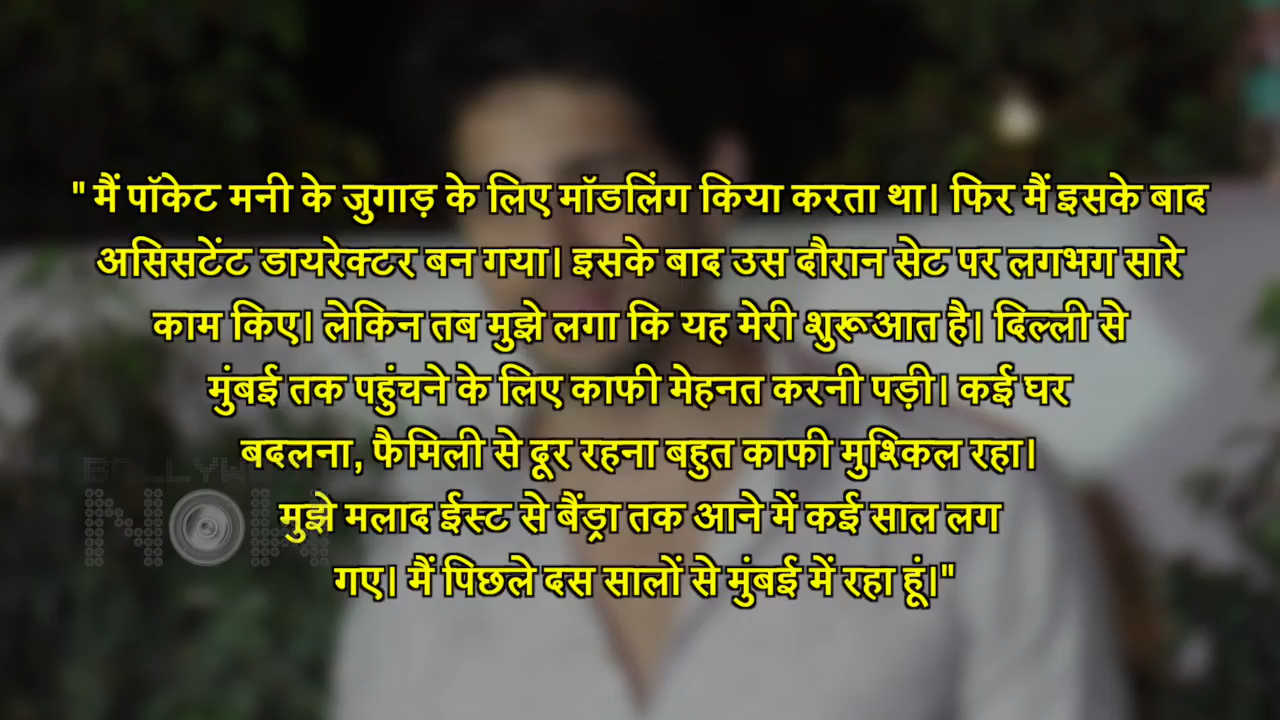 " मैं पॉकेट मनी के जुगाड़ के लिए मॉडलिंग किया करता था। फिर मैं इसके बाद
असिसटेंट डायरेक्टर बन गया। इसके बाद उस दौरान सेट पर लगभग सारे
काम किए। लेकिन तब मुझे लगा कि यह मेरी शुरूआत है। दिल्ली से
मुंबई तक पहुंचने के लिए काफी मेहनत करनी पड़ी। कई घर
बदलना, फैमिली से दूर रहना बहुत काफी मुश्किल रहा।
मुझे मलाद ईस्ट से बैंड्रा तक आने में कई साल लग
गए। मैं पिछले दस सालों से मुंबई में रहा हूं।"
NOW